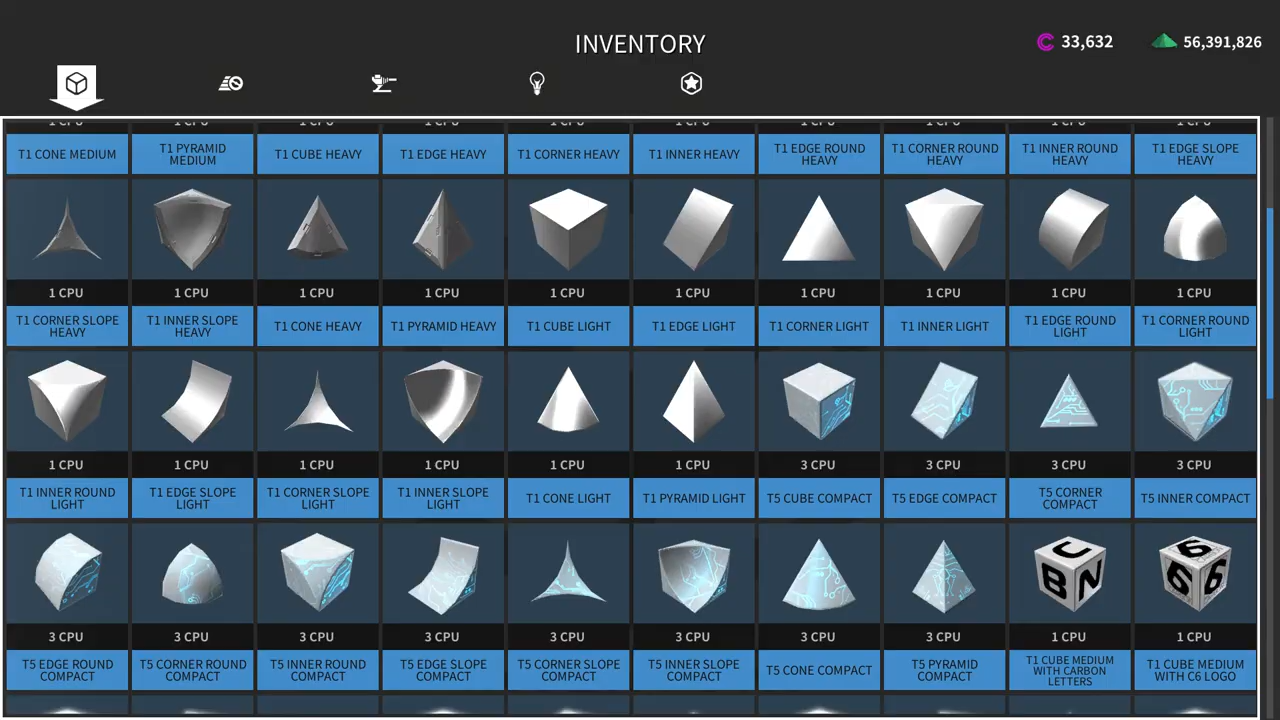 INVENTORY
33,632
56,391,826
T1 CONE MEDIUM
T1 PYRAMID
MEDIUM
T1 CUBE HEAVY
T1 EDGE HEAVY
T1 CORNER HEAVY
T1 INNER HEAVY
T1 EDGE ROUND
HEAVY
T1 CORNER ROUND
HEAVY
T1 INNER ROUND
HEAVY
T1 EDGE SLOPE
HEAVY
1 CPU
1 CPU
1 CPU
1 CPU
1 CPU
1 CPU
1 CPU
1 CPU
1 CPU
1 CPU
T1 CORNER SLOPE
HEAVY
T1 INNER SLOPE
HEAVY
T1 CONE HEAVY
T1 PYRAMID HEAVY
T1 CUBE LIGHT
T1 EDGE LIGHT
T1 CORNER LIGHT
T1 INNER LIGHT
T1 EDGE ROUND
LIGHT
T1 CORNER ROUND
LIGHT
1 CPU
1 CPU
1 CPU
1 CPU
1 CPU
1 CPU
3 CPU
3 CPU
3 CPU
3 CPU
T1 INNER ROUND
LIGHT
T1 EDGE SLOPE
LIGHT
T1 CORNER SLOPE
LIGHT
T1 INNER SLOPE
LIGHT
T1 CONE LIGHT
T1 PYRAMID LIGHT
T5 CUBE COMPACT
T5 EDGE COMPACT
T5 CORNER
COMPACT
T5 INNER COMPACT
C
B N
6
6 6
3 CPU
3 CPU
3 CPU
3 CPU
3 CPU
3 CPU
3 CPU
3 CPU
1 CPU
1 CPU
T5 EDGE ROUND
COMPACT
T5 CORNER ROUND
COMPACT
T5 INNER ROUND
COMPACT
T5 EDGE SLOPE
COMPACT
T5 CORNER SLOPE
COMPACT
T5 INNER SLOPE
COMPACT
T5 CONE COMPACT
T5 PYRAMID
COMPACT
T1 CUBE MEDIUM
WITH CARBON
LETTERS
T1 CUBE MEDIUM
WITH C6 LOGO